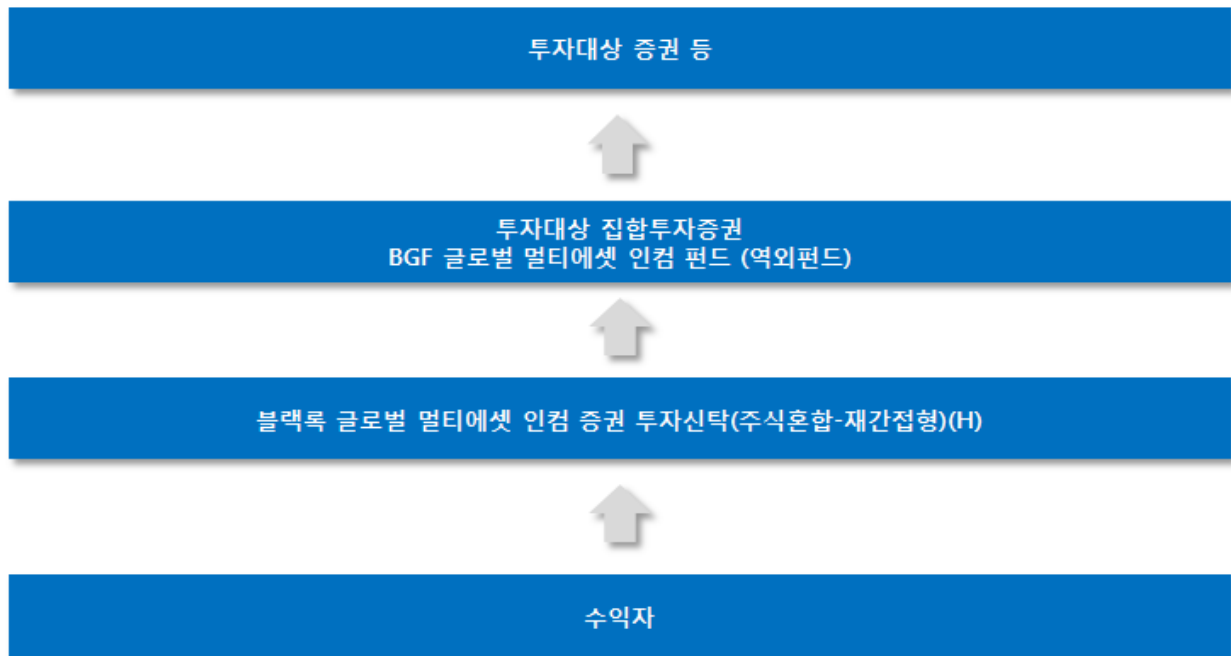 투자대상 증권 등
투자대상 집합투자증권
BGF 글로벌 멀티에셋 인컴 펀드 (역외펀드)
블랙록 글로벌 멀티에셋 인컴 증권 투자신탁(주식혼합-재간접형)(H)
수익자